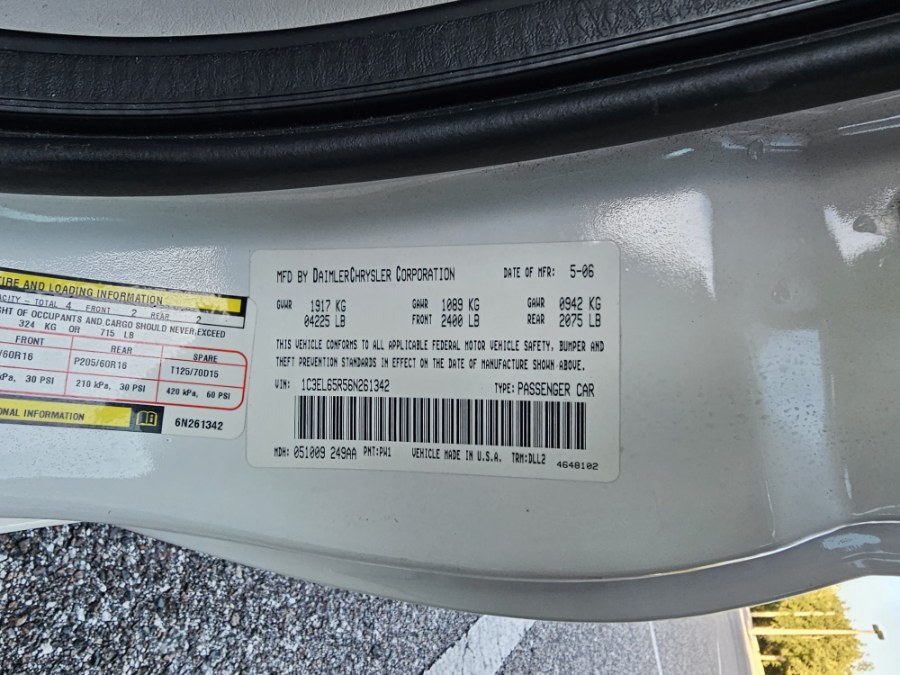 TIRE AND LOADING INFORMATION
TOTAL 4 FRONT 2 REAR 2
OF OCCUPANTS AND CARGO SHOULD NEVER EXCEED
324 KG OR 715 LB
FRONT REAR SPARE
/60R16 P205/60R16 T125/70D15
kPa, 30 PSI 210 kPa, 30 PSI 420 kPa, 60 PSI
INFORMATION
6N261342
MFD BY DAIMLERCHRYSLER CORPORATION DATE OF MFR: 5-06
GVWR 1917 KG GAWR 1089 KG GAWR 0942 KG
04225 LB FRONT 2400 LB REAR 2075 LB
THIS VEHICLE CONFORMS TO ALL APPLICABLE FEDERAL MOTOR VEHICLE SAFETY, BUMPER AND
THEFT PREVENTION STANDARDS IN EFFECT ON THE DATE OF MANUFACTURE SHOWN ABOVE.
VIN: 1C3EL65R56N261342 TYPE: PASSENGER CAR
MDH: 051009 249AA PNT: PW1 VEHICLE MADE IN U.S.A. TRM: DLL2 4648102